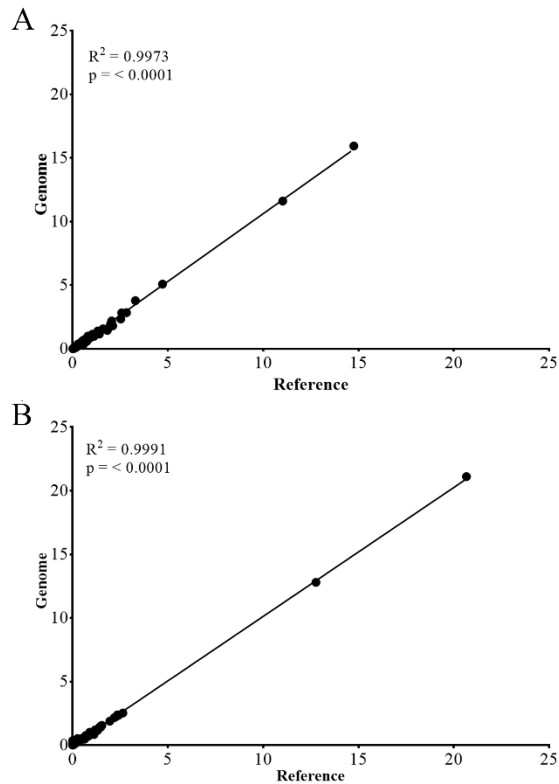 A
25
R² = 0.9973
p = < 0.0001
20
15
Genome
10
5
0
0 5 10 15 20 25
Reference
B
25
R² = 0.9991
p = < 0.0001
20
15
Genome
10
5
0
0 5 10 15 20 25
Reference